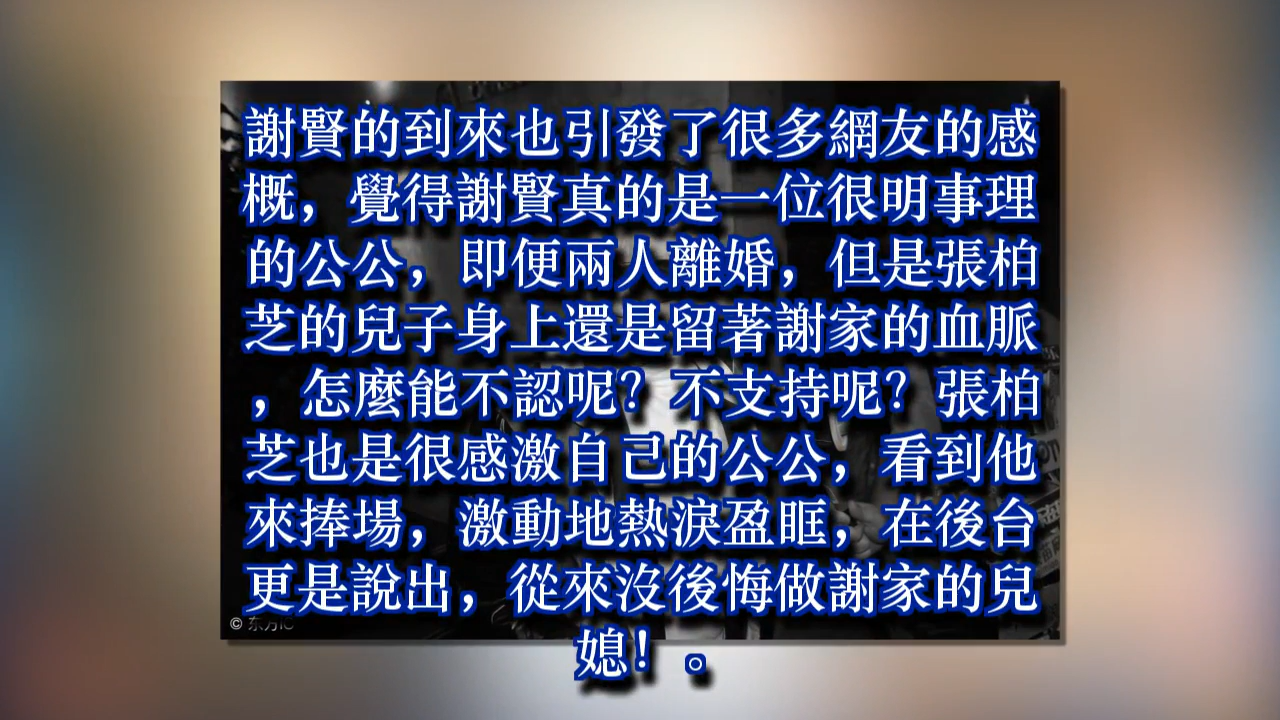 謝賢的到來也引發了很多網友的感
概，覺得謝賢真的是一位很明事理
的公公，即便兩人離婚，但是張柏
芝的兒子身上還是留著謝家的血脈
，怎麼能不認呢？不支持呢？張柏
芝也是很感激自己的公公，看到他
來捧場，激動地熱淚盈眶，在後台
更是說出，從來沒後悔做謝家的兒
媳！。
© 东方IC